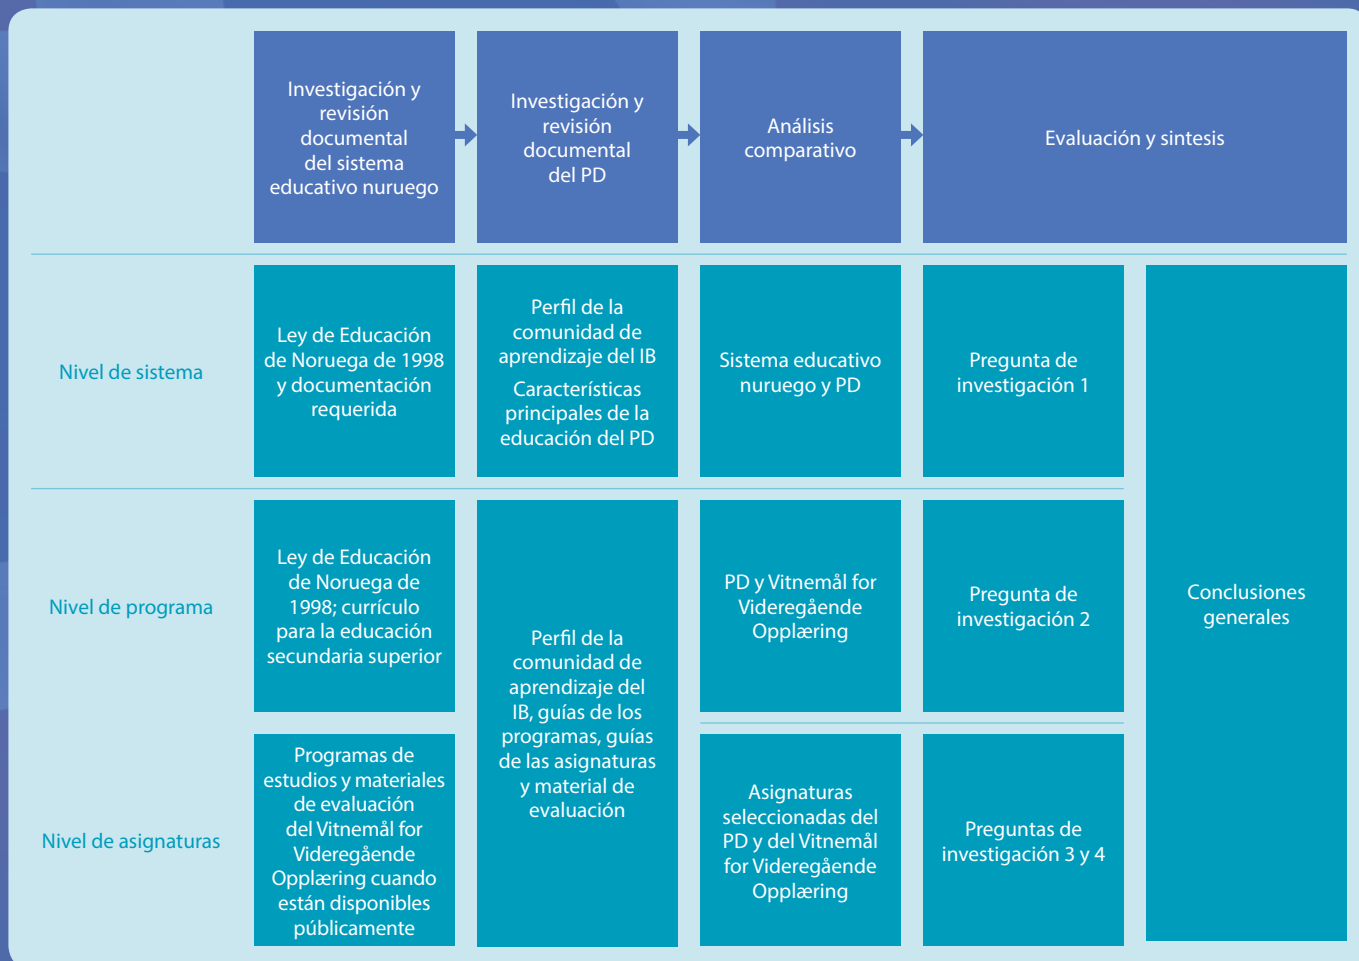 Investigación y
revisión
documental
del sistema
educativo nuruego
Investigación y
revisión
documental
del PD
Análisis
comparativo
Evaluación y sintesis
Nivel de sistema
Ley de Educación
de Noruega de 1998
y documentación
requerida
Perfil de la
comunidad de
aprendizaje del IB
Características
principales de la
educación del PD
Sistema educativo
nuruego y PD
Pregunta de
investigación 1
Nivel de programa
Ley de Educación
de Noruega de
1998; currículo
para la educación
secundaria superior
Perfil de la
comunidad de
aprendizaje del
IB, guías de los
programas, guías
de las asignaturas
y material de
evaluación
PD y Vitnemål for
Videregående
Opplæring
Pregunta de
investigación 2
Conclusiones
generales
Nivel de asignaturas
Programas de
estudios y materiales
de evaluación
del Vitnemål for
Videregående
Opplæring cuando
están disponibles
públicamente
Asignaturas
seleccionadas del
PD y del Vitnemål
for Videregående
Opplæring
Preguntas de
investigación 3 y 4